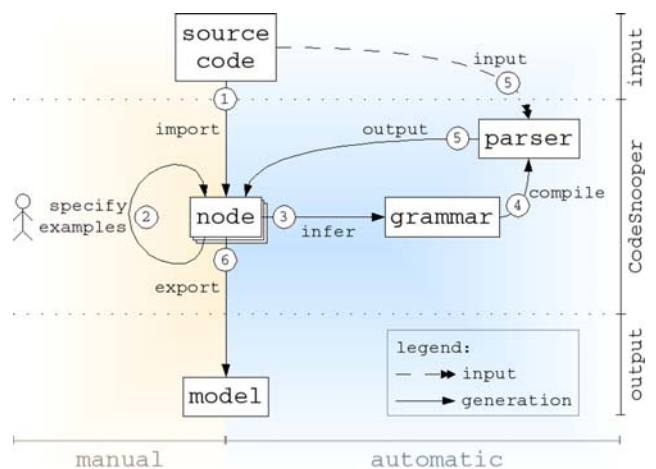 source
code
input
5
input
1
import
output
5
parser
specify
examples
2
node
3
infer
grammar
4
compile
CodeSnooper
6
export
legend:
input
generation
model
output
manual
automatic